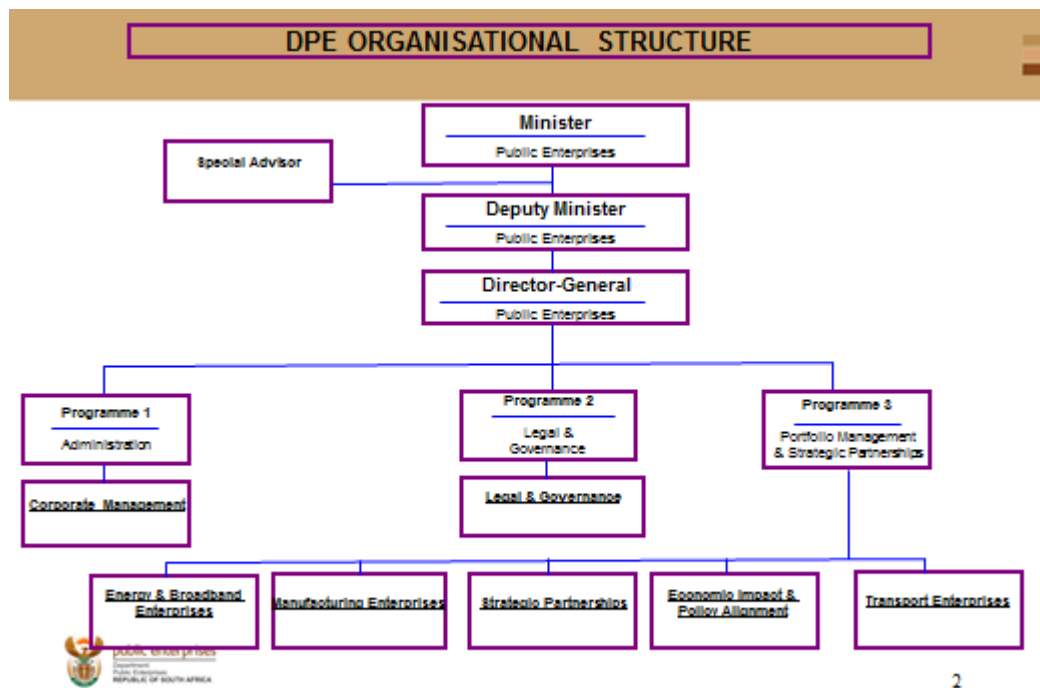 DPE ORGANISATIONAL STRUCTURE
Minister
Public Enterprises
Special Advisor
Deputy Minister
Public Enterprises
Director-General
Public Enterprises
Programme 1
Administration
Programme 2
Legal &
Governance
Programme 3
Portfolio Management
& Strategic Partnerships
Corporate Management
Legal & Governance
Energy & Broadband
Enterprises
Manufacturing Enterprises
Strategic Partnerships
Economic Impact &
Policy Alignment
Transport Enterprises
public enterprises
Department:
Public Enterprises
REPUBLIC OF SOUTH AFRICA
2